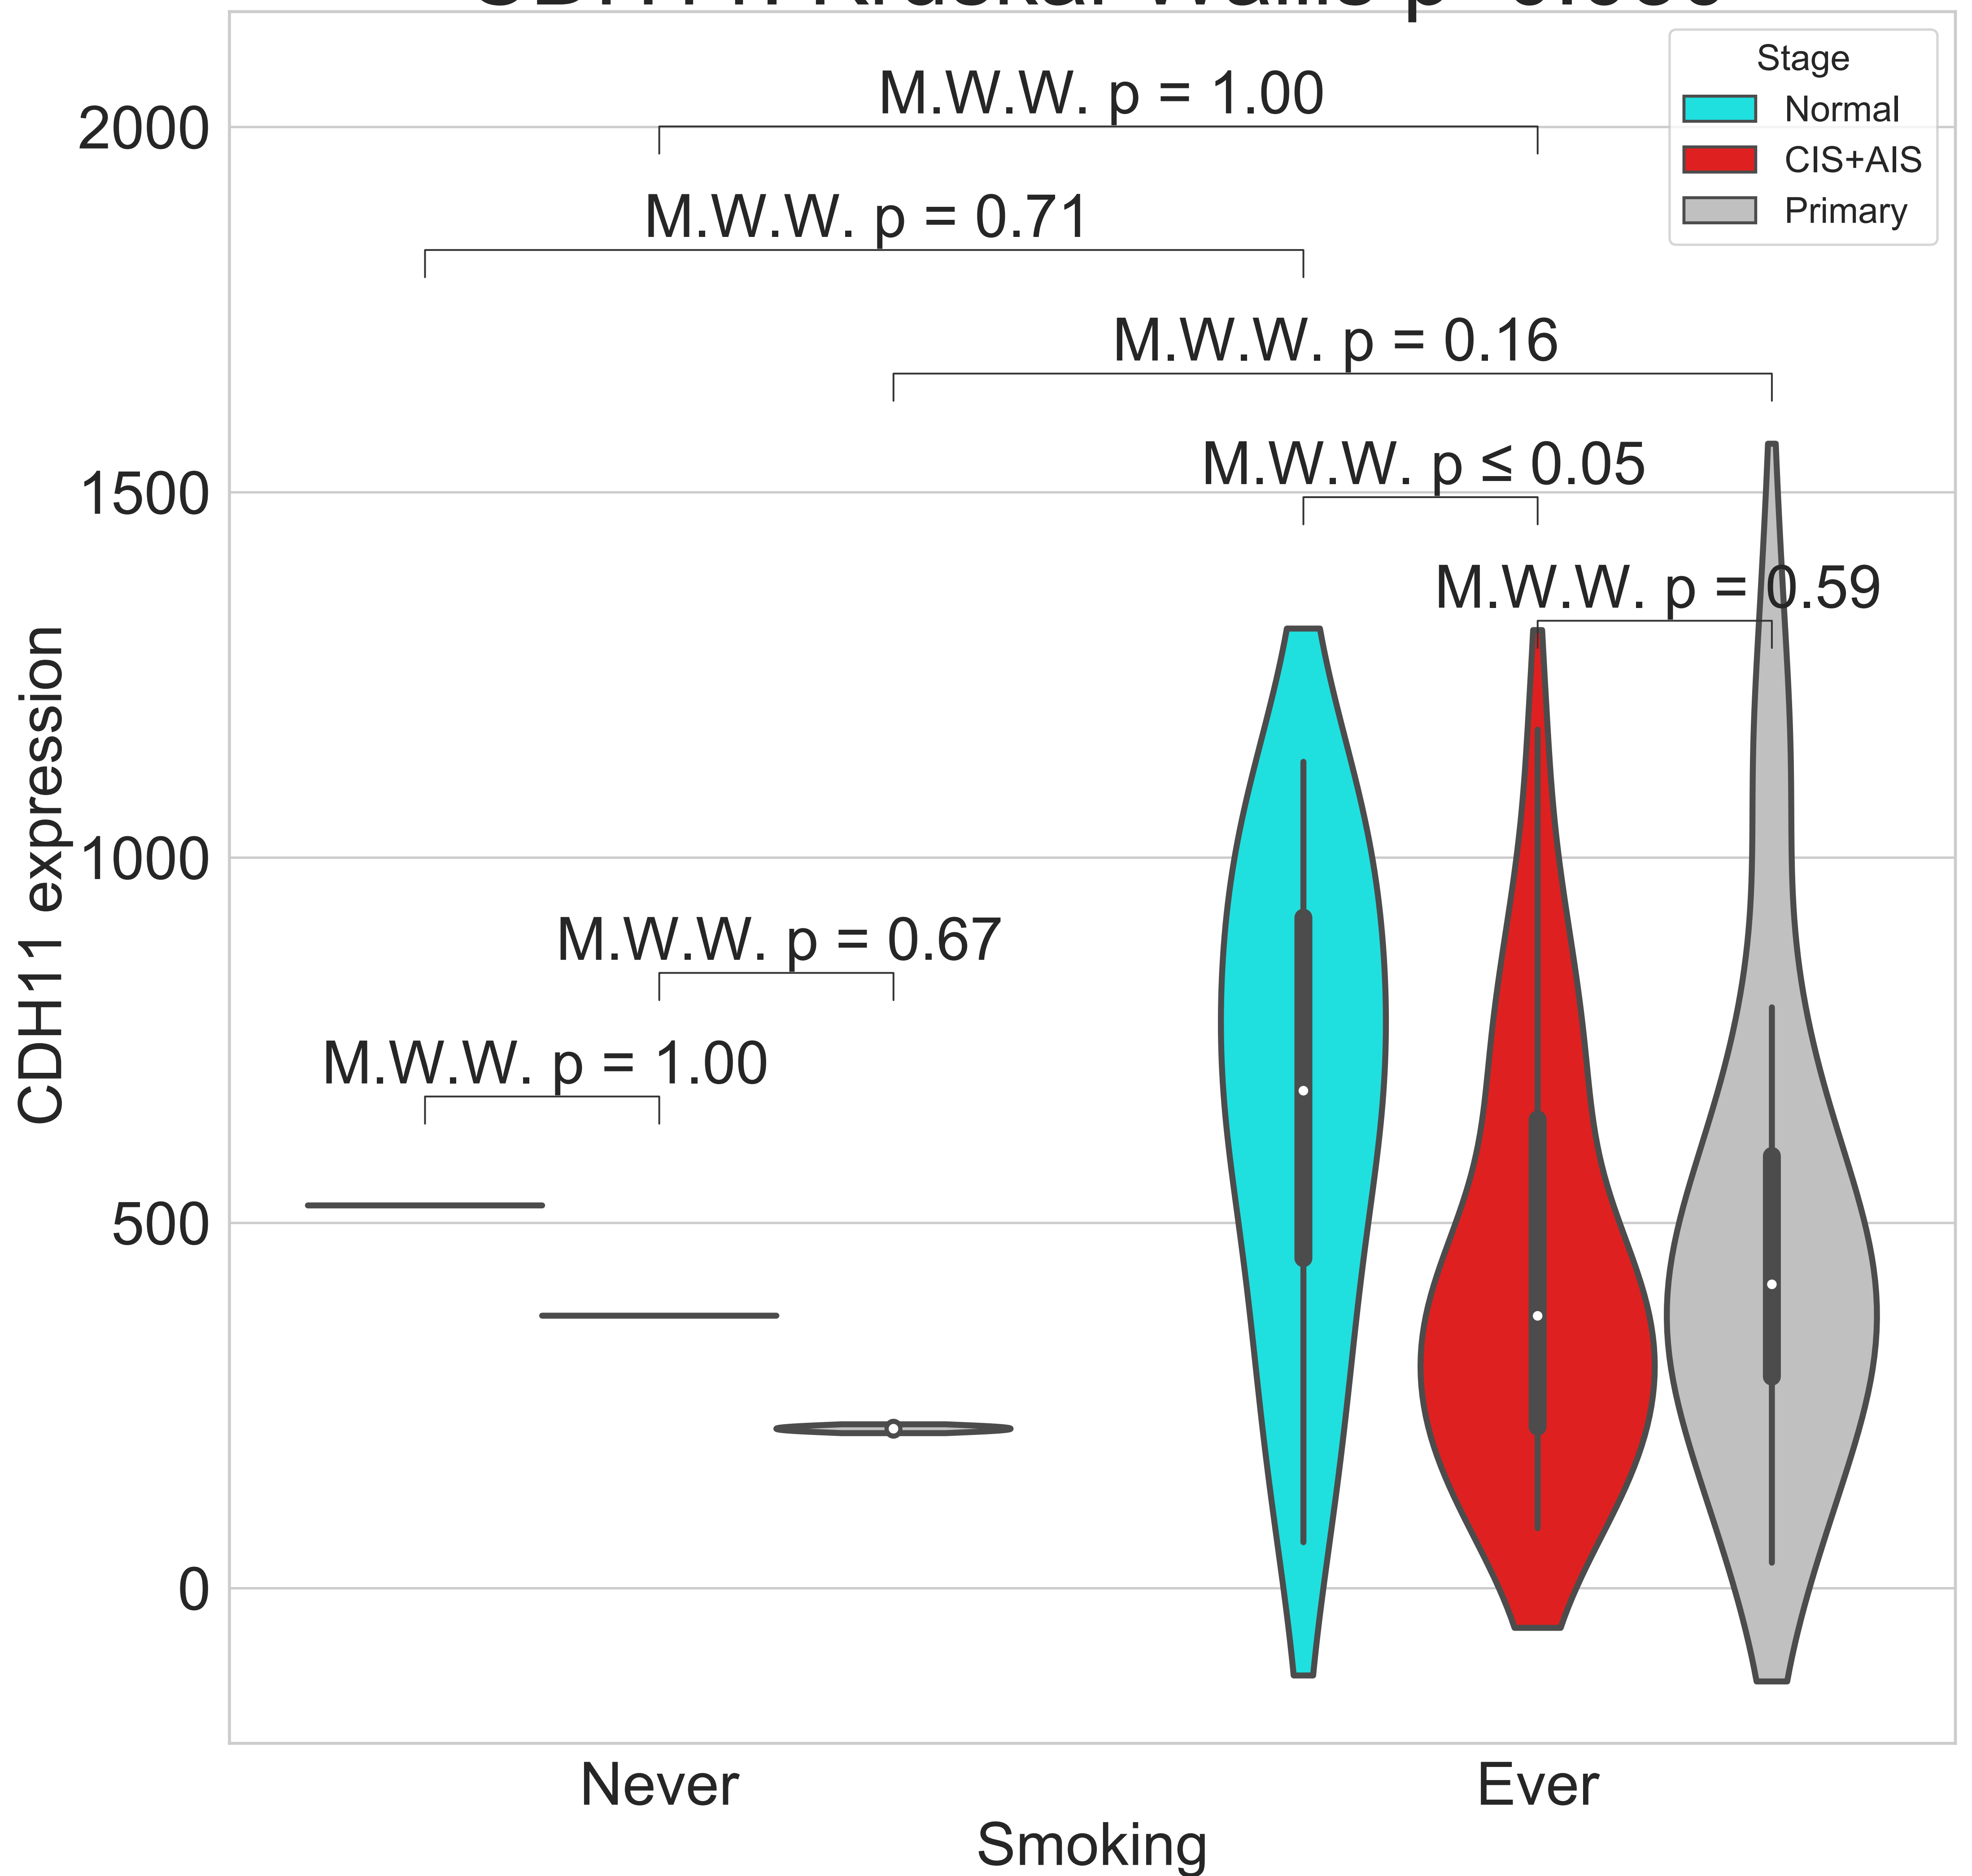 Stage
Normal
CIS+AIS
Primary
M.W.W. p = 1.00
M.W.W. p = 0.71
M.W.W. p = 0.16
M.W.W. p ≤ 0.05
M.W.W. p = 0.59
M.W.W. p = 0.67
M.W.W. p = 1.00
2000
1500
1000
500
0
CDH11 expression
Never
Ever
Smoking